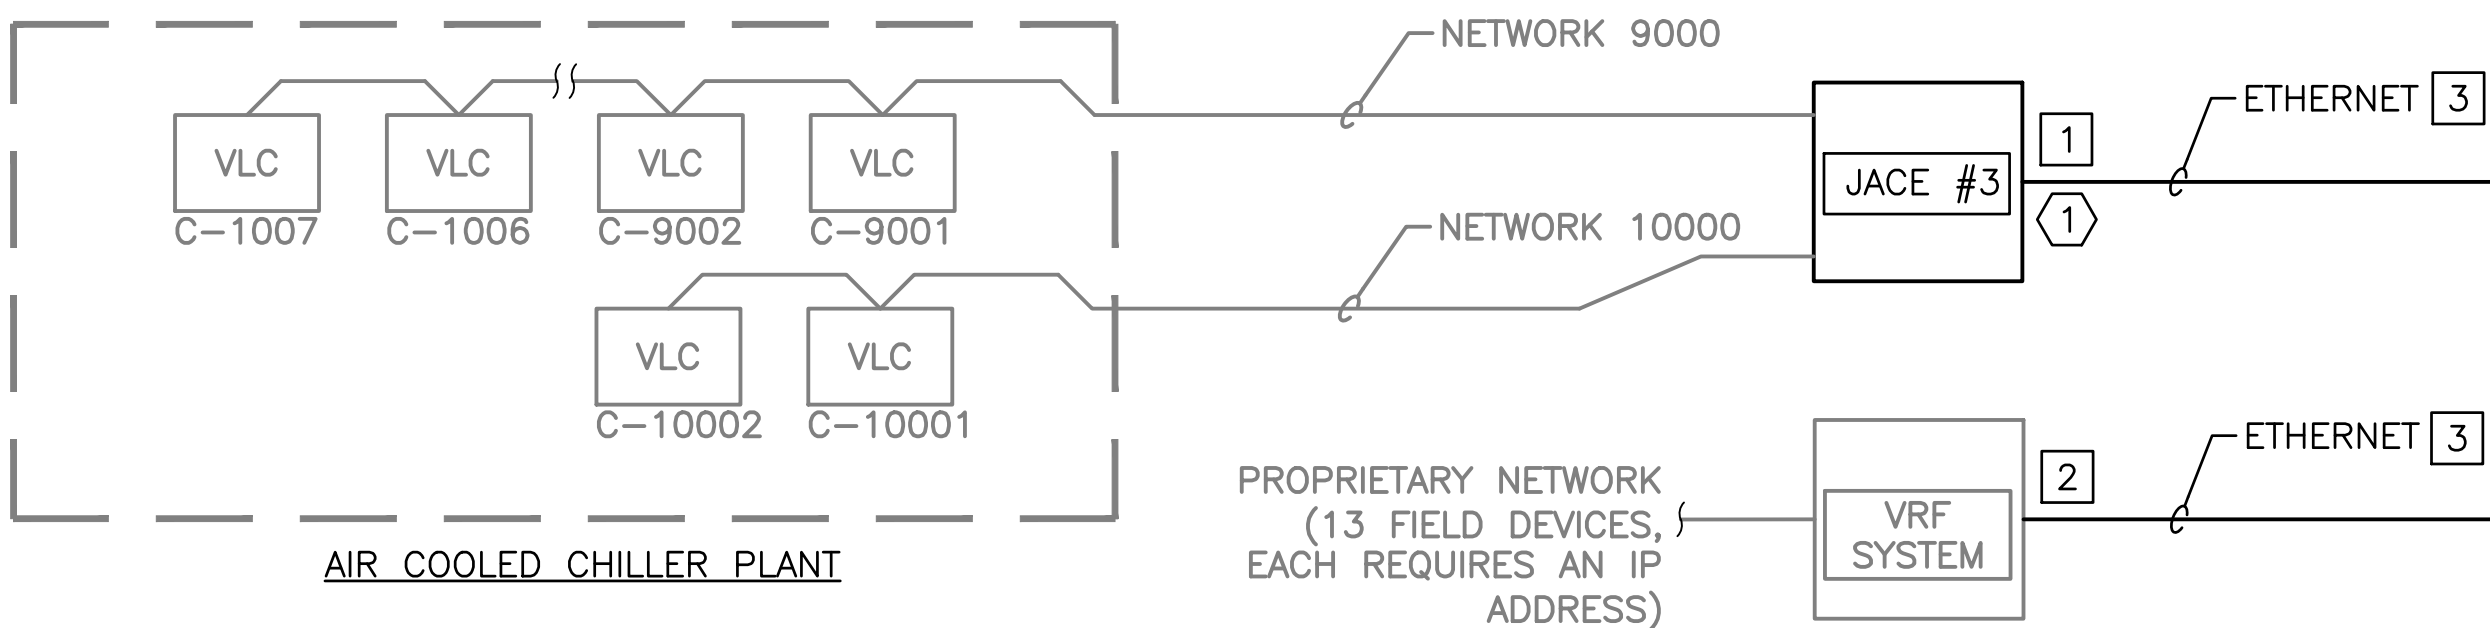 NETWORK 9000
ETHERNET 3
1
VLC VLC VLC VLC
JACE #3
C-1007 C-1006 C-9002 C-9001
1
NETWORK 10000
VLC VLC
C-10002 C-10001
ETHERNET 3
2
PROPRIETARY NETWORK
(13 FIELD DEVICES,
EACH REQUIRES AN IP
ADDRESS)
VRF
SYSTEM
AIR COOLED CHILLER PLANT